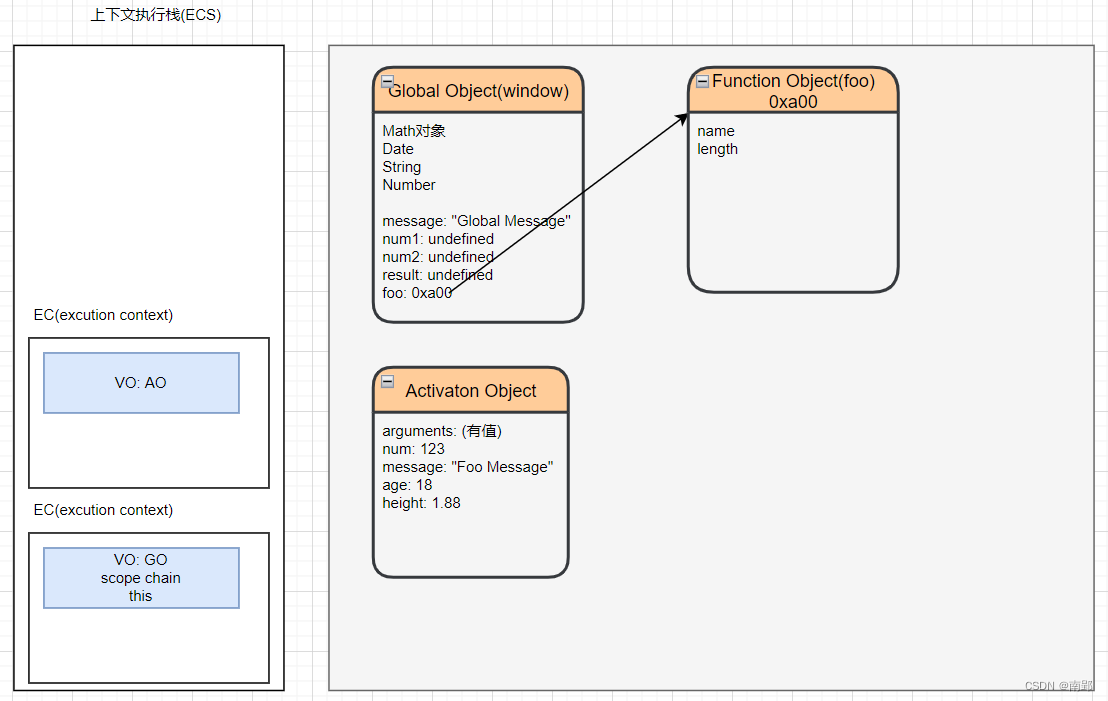 上下文执行栈(ECS)
EC(excution context)
VO: AO
EC(excution context)
VO: GO
scope chain
this
Global Object(window)
Math对象
Date
String
Number
message: "Global Message"
num1: undefined
num2: undefined
result: undefined
foo: 0xa00
Function Object(foo)
0xa00
name
length
Activaton Object
arguments: (有值)
num: 123
message: "Foo Message"
age: 18
height: 1.88
CSDN @南郢